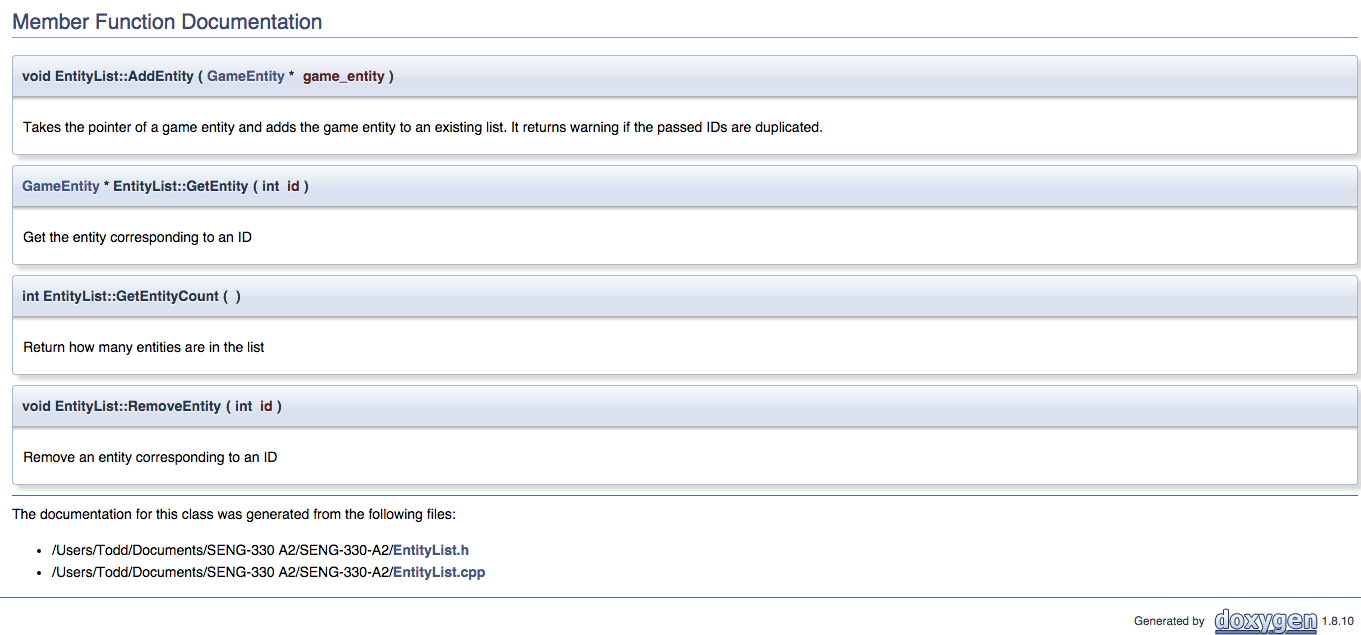 Member Function Documentation
void EntityList::AddEntity ( GameEntity * game_entity )
Takes the pointer of a game entity and adds the game entity to an existing list. It returns warning if the passed IDs are duplicated.
GameEntity * EntityList::GetEntity ( int id )
Get the entity corresponding to an ID
int EntityList::GetEntityCount ( )
Return how many entities are in the list
void EntityList::RemoveEntity ( int id )
Remove an entity corresponding to an ID
The documentation for this class was generated from the following files:
• /Users/Todd/Documents/SENG-330 A2/SENG-330-A2/EntityList.h
• /Users/Todd/Documents/SENG-330 A2/SENG-330-A2/EntityList.cpp
Generated by doxygen 1.8.10